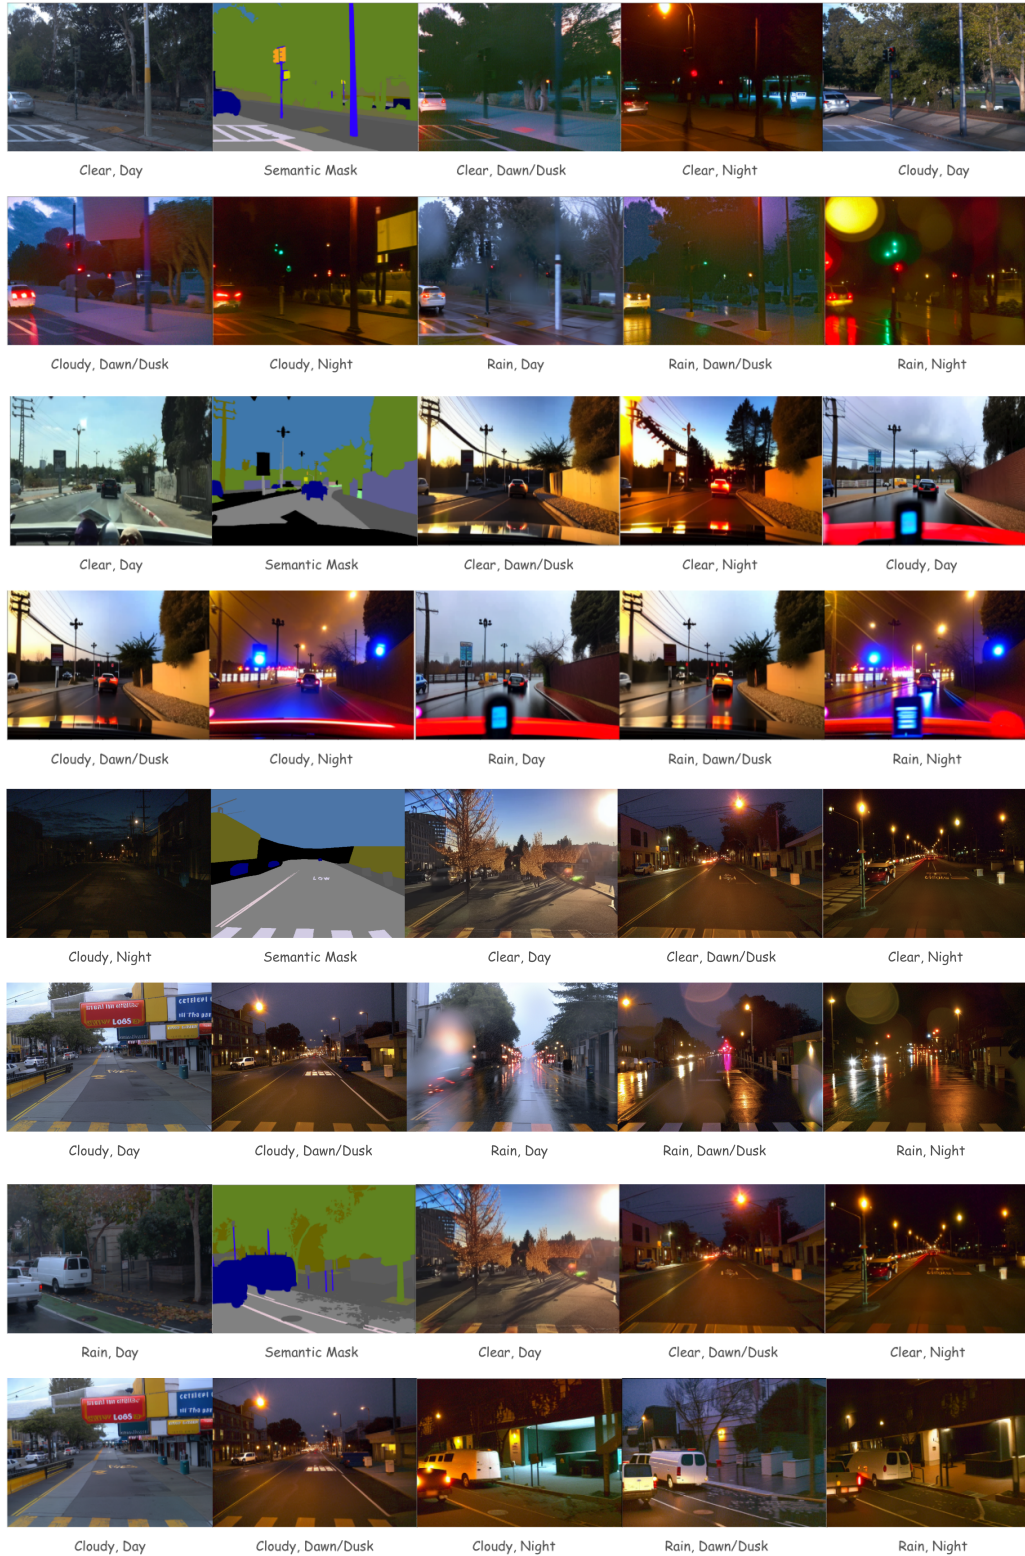 Clear, Day
Semantic Mask
Clear, Dawn/Dusk
Clear, Night
Cloudy, Day
Cloudy, Dawn/Dusk
Cloudy, Night
Rain, Day
Rain, Dawn/Dusk
Rain, Night
Clear, Day
Semantic Mask
Clear, Dawn/Dusk
Clear, Night
Cloudy, Day
Cloudy, Dawn/Dusk
Cloudy, Night
Rain, Day
Rain, Dawn/Dusk
Rain, Night
Cloudy, Night
Semantic Mask
Clear, Day
Clear, Dawn/Dusk
Clear, Night
Lo85
Cloudy, Day
Cloudy, Dawn/Dusk
Rain, Day
Rain, Dawn/Dusk
Rain, Night
Rain, Day
Semantic Mask
Clear, Day
Clear, Dawn/Dusk
Clear, Night
Lo85
Cloudy, Day
Cloudy, Dawn/Dusk
Cloudy, Night
Rain, Dawn/Dusk
Rain, Night